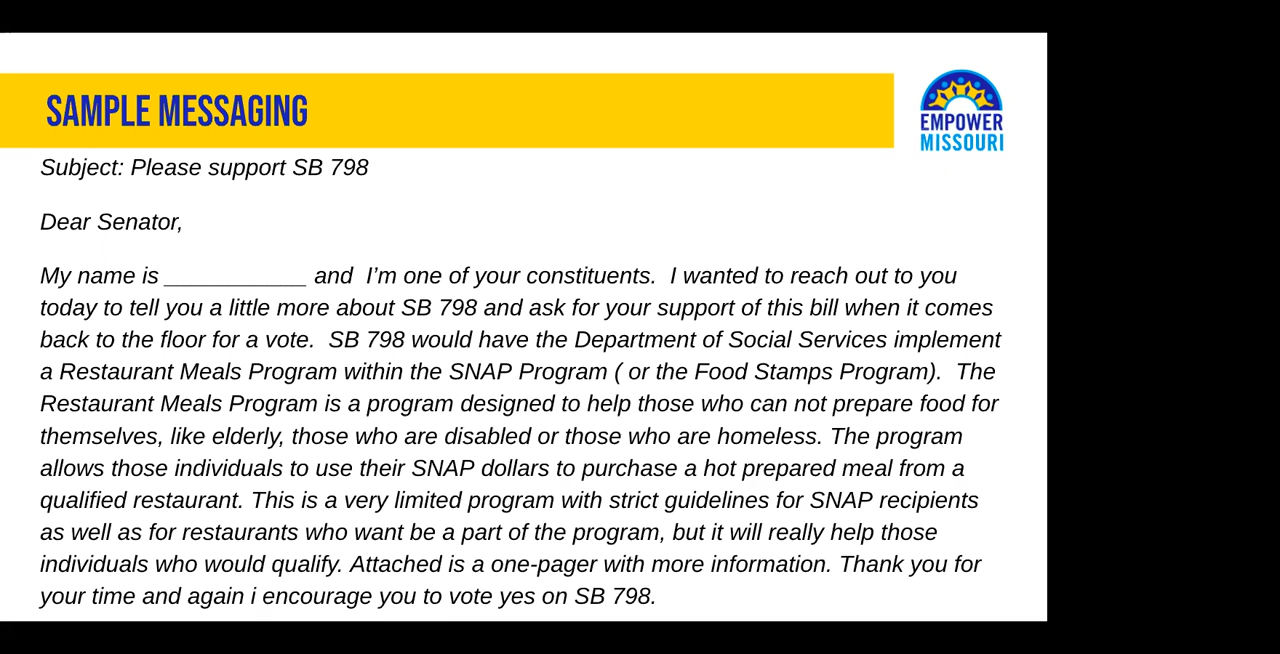 SAMPLE MESSAGING
EMPOWER
MISSOURI
Subject: Please support SB 798
Dear Senator,
My name is ___________ and  I’m one of your constituents.  I wanted to reach out to you
today to tell you a little more about SB 798 and ask for your support of this bill when it comes
back to the floor for a vote.  SB 798 would have the Department of Social Services implement
a Restaurant Meals Program within the SNAP Program ( or the Food Stamps Program).  The
Restaurant Meals Program is a program designed to help those who can not prepare food for
themselves, like elderly, those who are disabled or those who are homeless. The program
allows those individuals to use their SNAP dollars to purchase a hot prepared meal from a
qualified restaurant. This is a very limited program with strict guidelines for SNAP recipients
as well as for restaurants who want be a part of the program, but it will really help those
individuals who would qualify. Attached is a one-pager with more information. Thank you for
your time and again i encourage you to vote yes on SB 798.